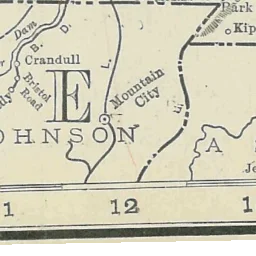 Park
Kip
Dam
B. D.
Crandull
Bristol
Road
L.
E
Mountain
City
E.
OHNSON
A S
Je
1 12 1